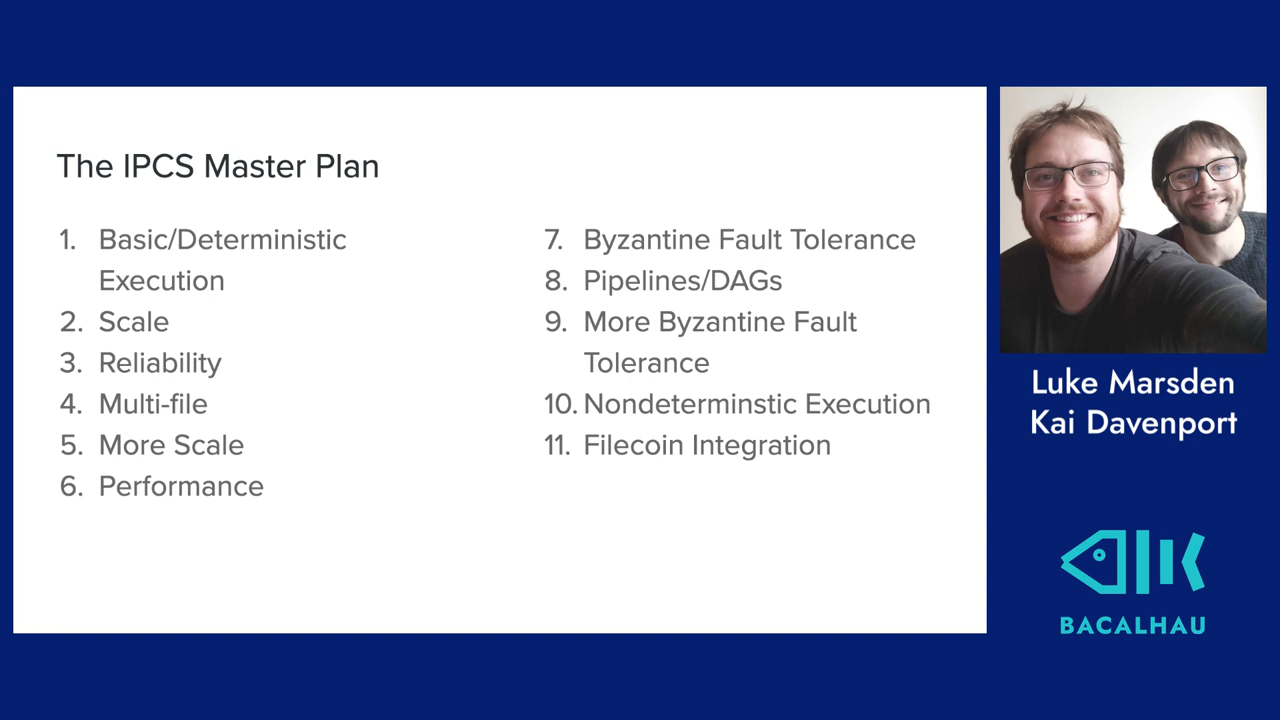 The IPCS Master Plan
1. Basic/Deterministic
Execution
2. Scale
3. Reliability
4. Multi-file
5. More Scale
6. Performance
7. Byzantine Fault Tolerance
8. Pipelines/DAGs
9. More Byzantine Fault
Tolerance
10. Nondeterminstic Execution
11. Filecoin Integration
Luke Marsden
Kai Davenport
BACALHAU